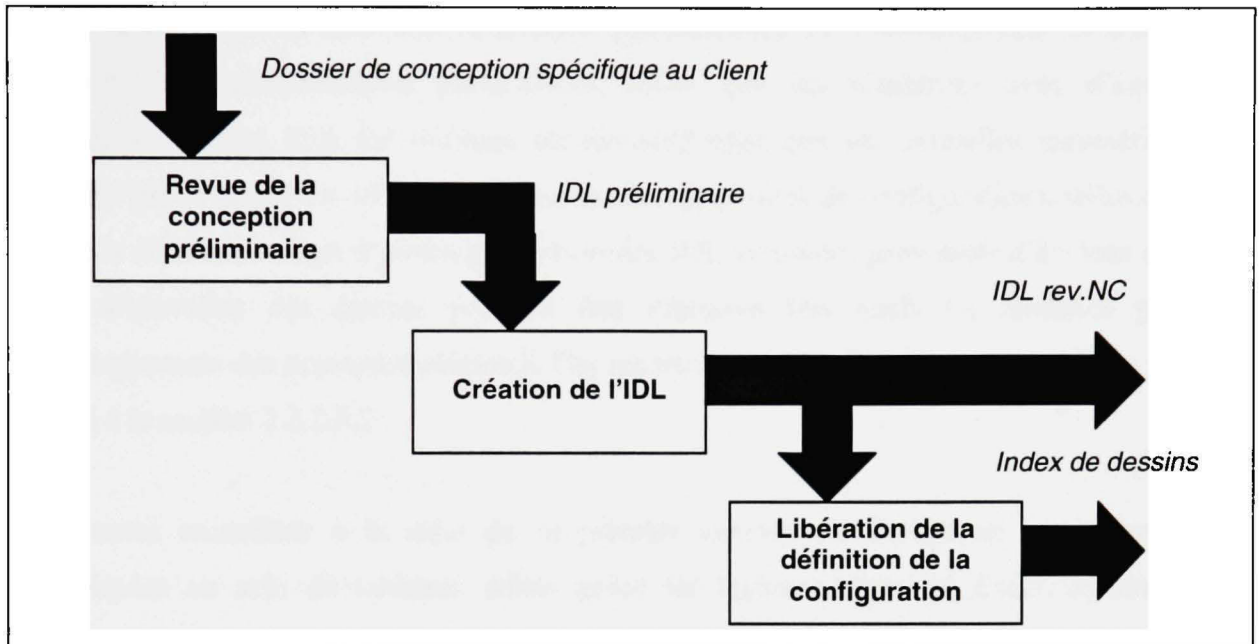 Dossier de conception spécifique au client
Revue de la
conception
préliminaire
IDL préliminaire
IDL rev.NC
Création de l'IDL
Index de dessins
Libération de la
définition de la
configuration